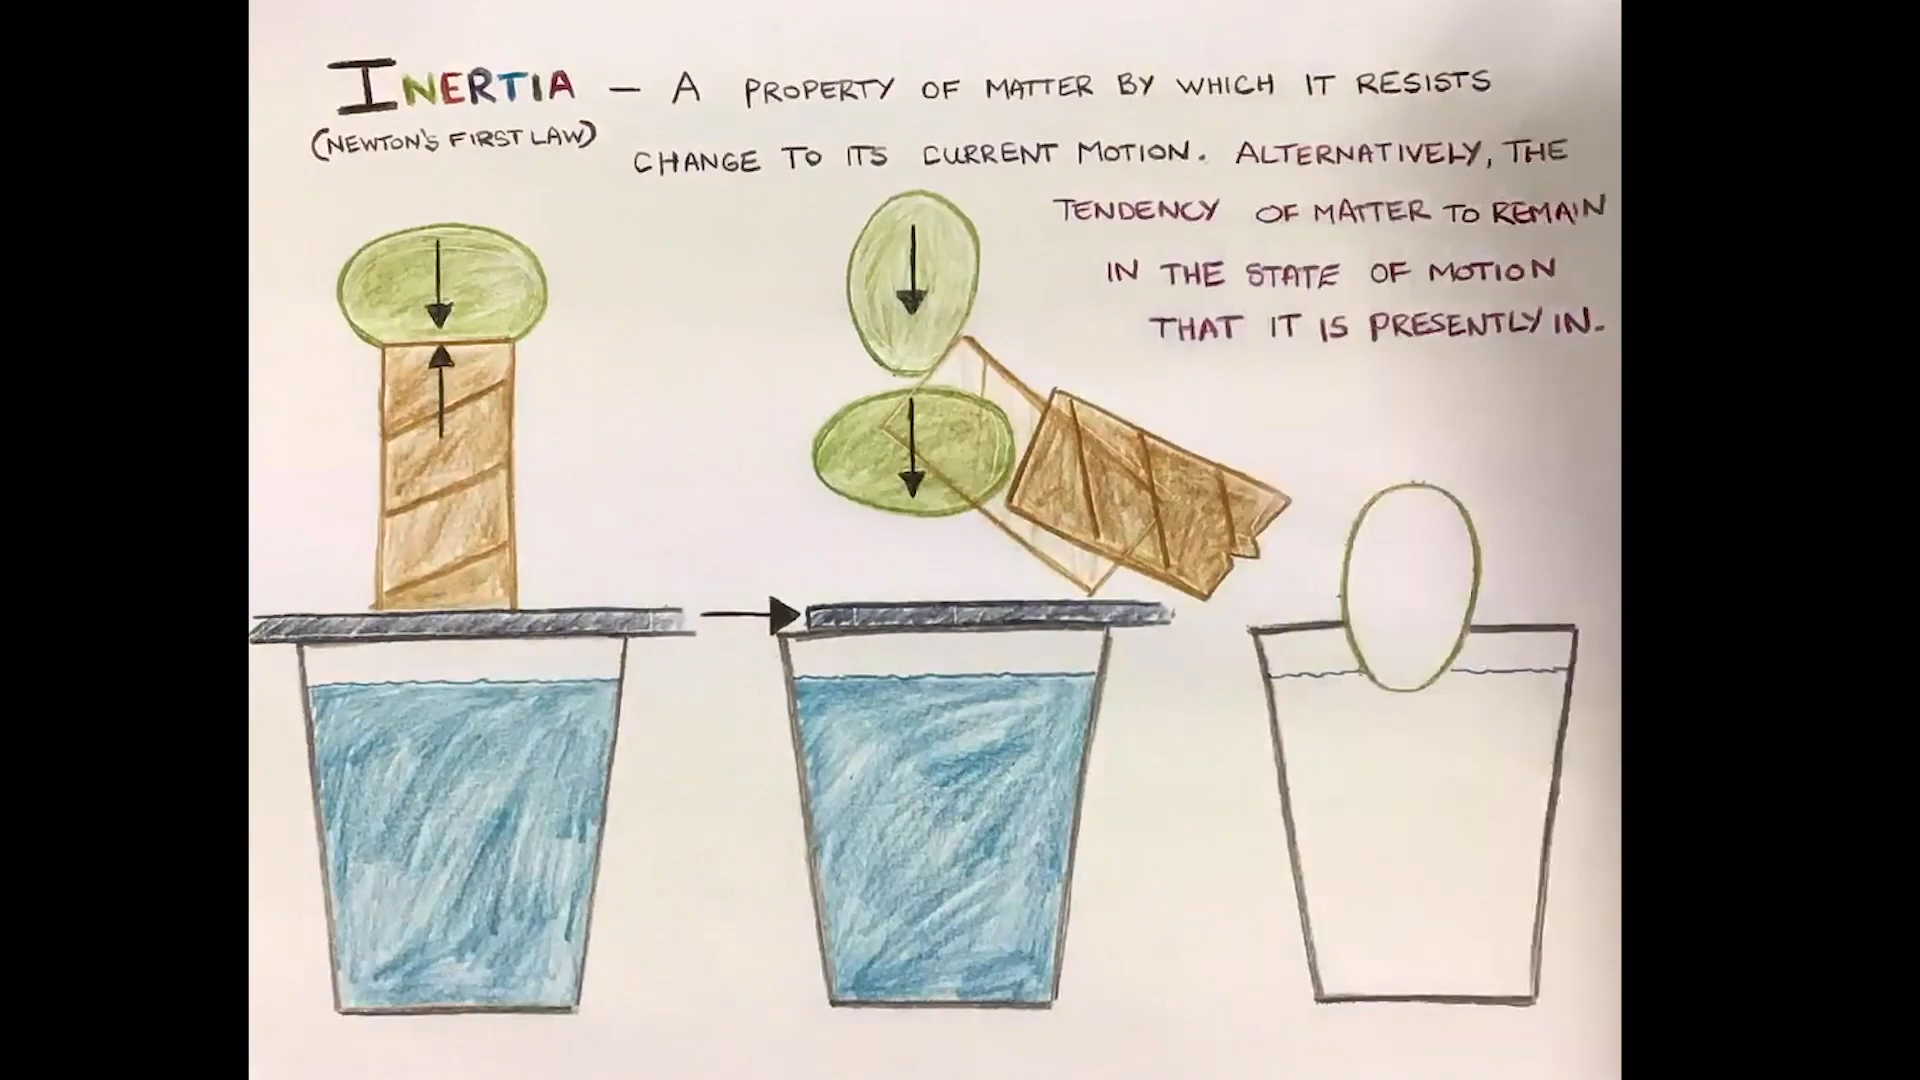 INERTIA — A PROPERTY OF MATTER BY WHICH IT RESISTS
(NEWTON'S FIRST LAW)
CHANGE TO ITS CURRENT MOTION. ALTERNATIVELY, THE
TENDENCY OF MATTER TO REMAIN
IN THE STATE OF MOTION
THAT IT IS PRESENTLY IN.